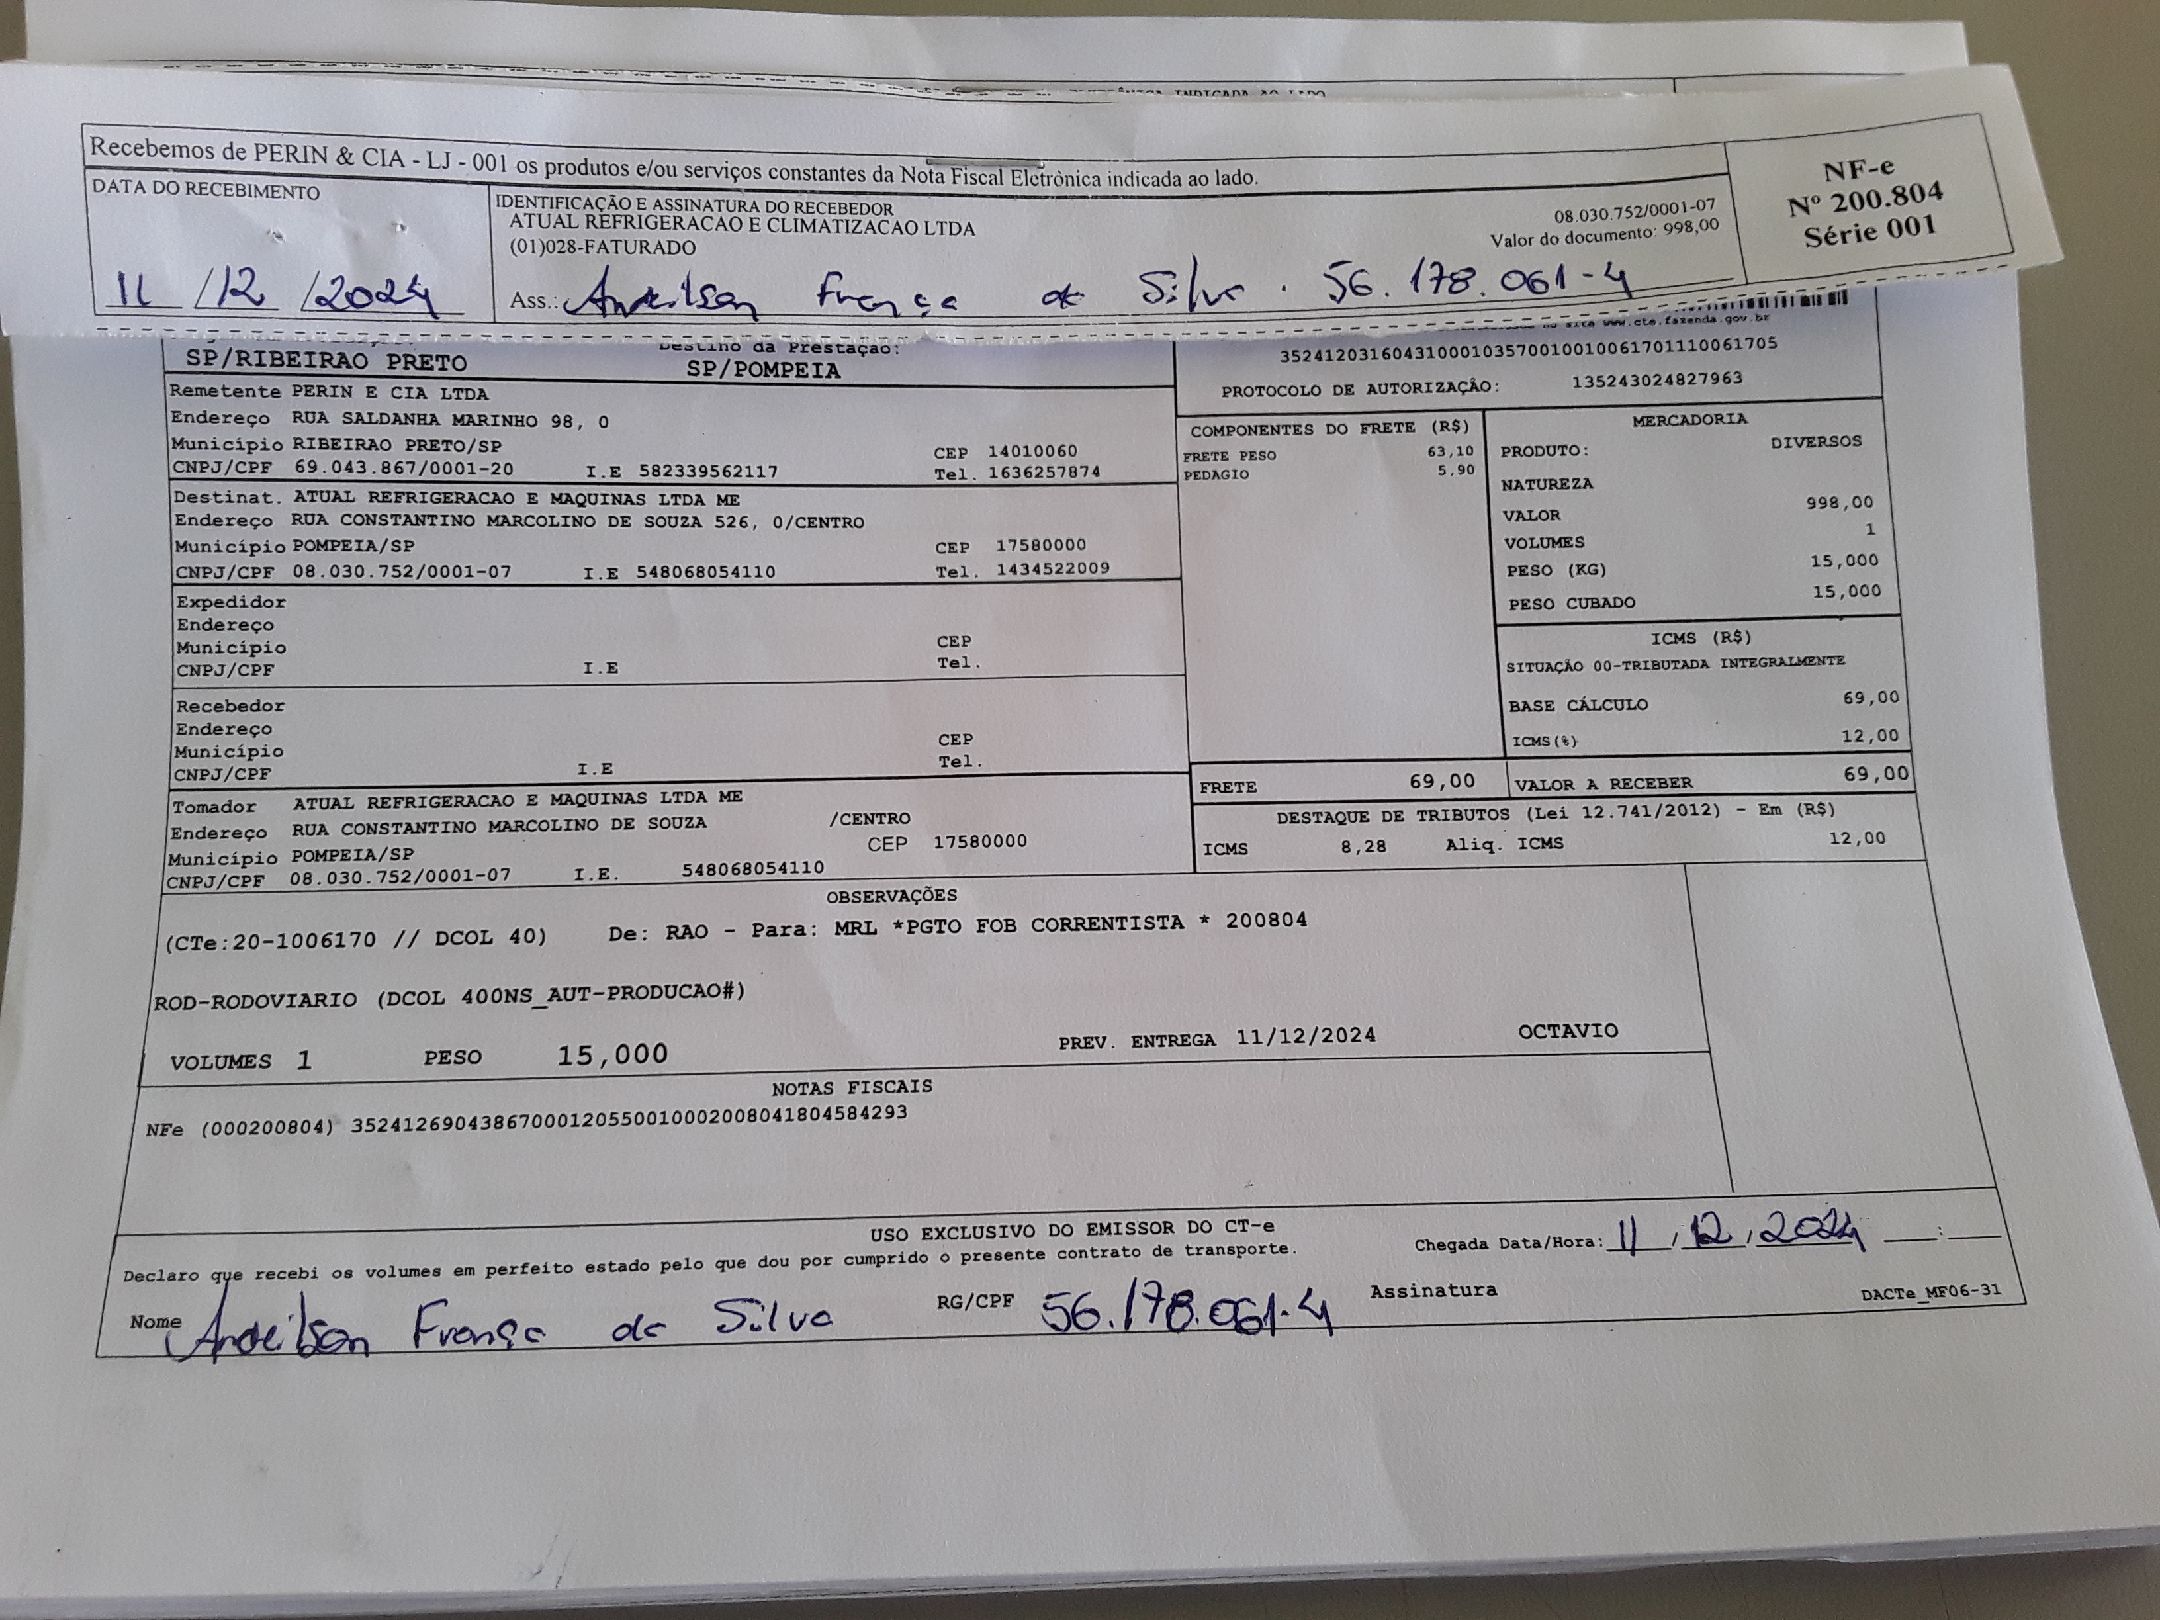 Recebemos de PERIN & CIA - LJ - 001 os produtos e/ou serviços constantes da Nota Fiscal Eletrônica indicada ao lado.
NF-e
Nº 200.804
Série 001
DATA DO RECEBIMENTO
11 / 12 / 2024
IDENTIFICAÇÃO E ASSINATURA DO RECEBEDOR
ATUAL REFRIGERACAO E CLIMATIZACAO LTDA
(01)028-FATURADO
08.030.752/0001-07
Valor do documento: 998,00
Ass.: Anderilson França da Silva. 56.178.061-4
site www.cte.fazenda.gov.br
Destino da Prestação:
SP/RIBEIRAO PRETO SP/POMPEIA
35241203160431000103570010010061701110061705
PROTOCOLO DE AUTORIZAÇÂO: 135243024827963
Remetente PERIN E CIA LTDA
Endereço RUA SALDANHA MARINHO 98, 0
Município RIBEIRAO PRETO/SP CEP 14010060
CNPJ/CPF 69.043.867/0001-20 I.E 582339562117 Tel. 1636257874
Destinat. ATUAL REFRIGERACAO E MAQUINAS LTDA ME
Endereço RUA CONSTANTINO MARCOLINO DE SOUZA 526, 0/CENTRO
Município POMPEIA/SP CEP 17580000
CNPJ/CPF 08.030.752/0001-07 I.E 548068054110 Tel. 1434522009
Expedidor
Endereço
Município CEP
CNPJ/CPF I.E Tel.
Recebedor
Endereço
Município CEP
CNPJ/CPF I.E Tel.
Tomador ATUAL REFRIGERACAO E MAQUINAS LTDA ME
Endereço RUA CONSTANTINO MARCOLINO DE SOUZA /CENTRO
Município POMPEIA/SP CEP 17580000
CNPJ/CPF 08.030.752/0001-07 I.E. 548068054110
COMPONENTES DO FRETE (R$)
FRETE PESO 63,10
PEDAGIO 5,90
MERCADORIA
PRODUTO: DIVERSOS
NATUREZA
VALOR 998,00
VOLUMES 1
PESO (KG) 15,000
PESO CUBADO 15,000
ICMS (R$)
SITUAÇÃO 00-TRIBUTADA INTEGRALMENTE
BASE CÁLCULO 69,00
ICMS(%) 12,00
FRETE 69,00 VALOR A RECEBER 69,00
DESTAQUE DE TRIBUTOS (Lei 12.741/2012) - Em (R$)
ICMS 8,28 Aliq. ICMS 12,00
OBSERVAÇÕES
(CTe:20-1006170 // DCOL 40) De: RAO - Para: MRL *PGTO FOB CORRENTISTA * 200804
ROD-RODOVIARIO (DCOL 400NS_AUT-PRODUCAO#)
VOLUMES 1 PESO 15,000 PREV. ENTREGA 11/12/2024 OCTAVIO
NOTAS FISCAIS
NFe (000200804) 35241269043867000120550010002008041804584293
USO EXCLUSIVO DO EMISSOR DO CT-e
Declaro que recebi os volumes em perfeito estado pelo que dou por cumprido o presente contrato de transporte.
Chegada Data/Hora: 11 / 12 / 2024 __:__
Nome Anderilson França da Silva RG/CPF 56.178.061-4 Assinatura
DACTe_MF06-31